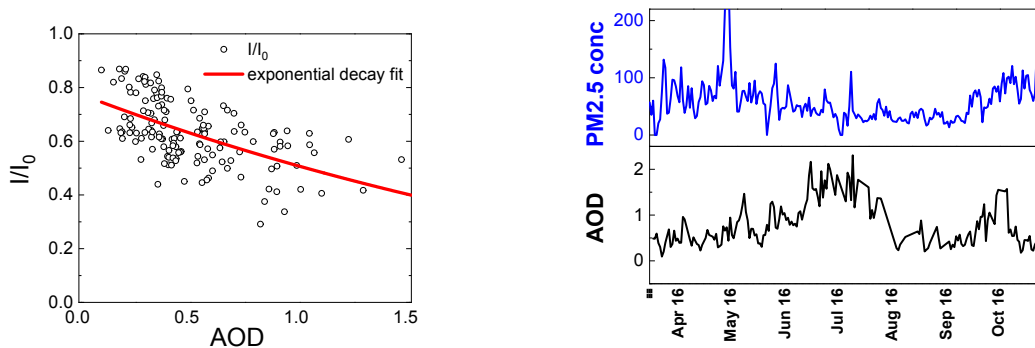 1.0
0.8
0.6
0.4
0.2
0.0
I/I0
I/I0
exponential decay fit
0.0 0.5 1.0 1.5
AOD
200
100
0
PM2.5 conc
2
1
0
AOD
Apr 16
May 16
Jun 16
Jul 16
Aug 16
Sep 16
Oct 16